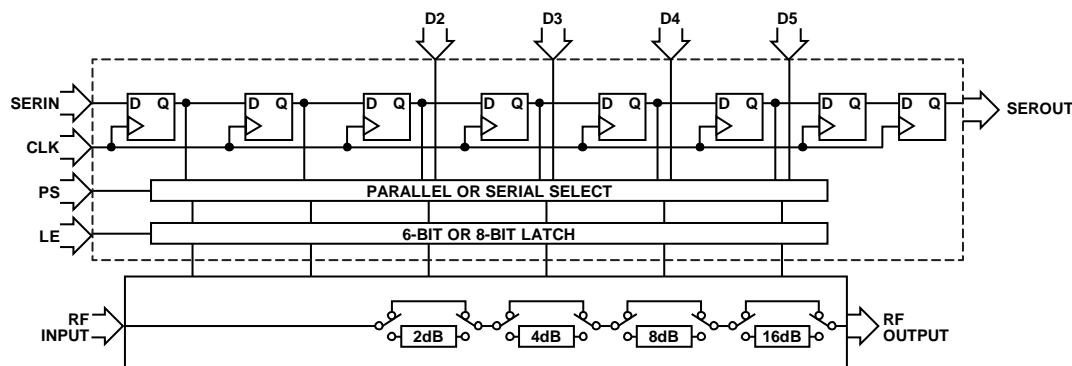 D2 D3 D4 D5
SERIN D Q D Q D Q D Q D Q D Q D Q D Q SEROUT
CLK
PS PARALLEL OR SERIAL SELECT
LE 6-BIT OR 8-BIT LATCH
RF INPUT 2dB 4dB 8dB 16dB RF OUTPUT